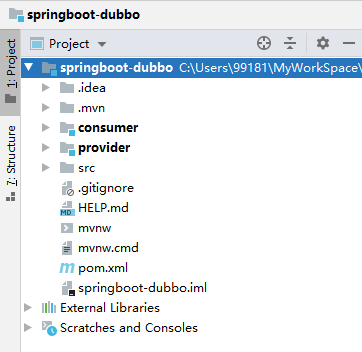 springboot-dubbo
Project
1: Project
7: Structure
springboot-dubbo C:\Users\99181\MyWorkSpace\
.idea
.mvn
consumer
provider
src
.gitignore
HELP.md
mvnw
mvnw.cmd
pom.xml
springboot-dubbo.iml
External Libraries
Scratches and Consoles